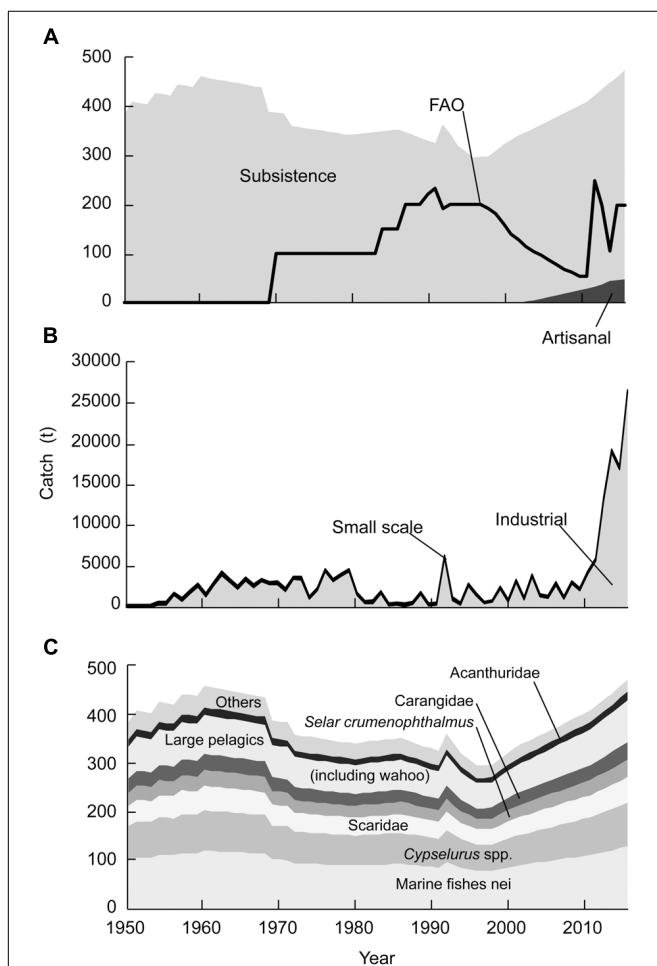 A
500
400
300
200
100
0
FAO
Subsistence
Artisanal
B
30000
25000
20000
15000
10000
5000
0
Catch (t)
Small scale
Industrial
C
500
400
300
200
100
0
Acanthuridae
Carangidae
Selar crumenophthalmus
Others
Large pelagics
(including wahoo)
Scaridae
Cypselurus spp.
Marine fishes nei
1950 1960 1970 1980 1990 2000 2010
Year